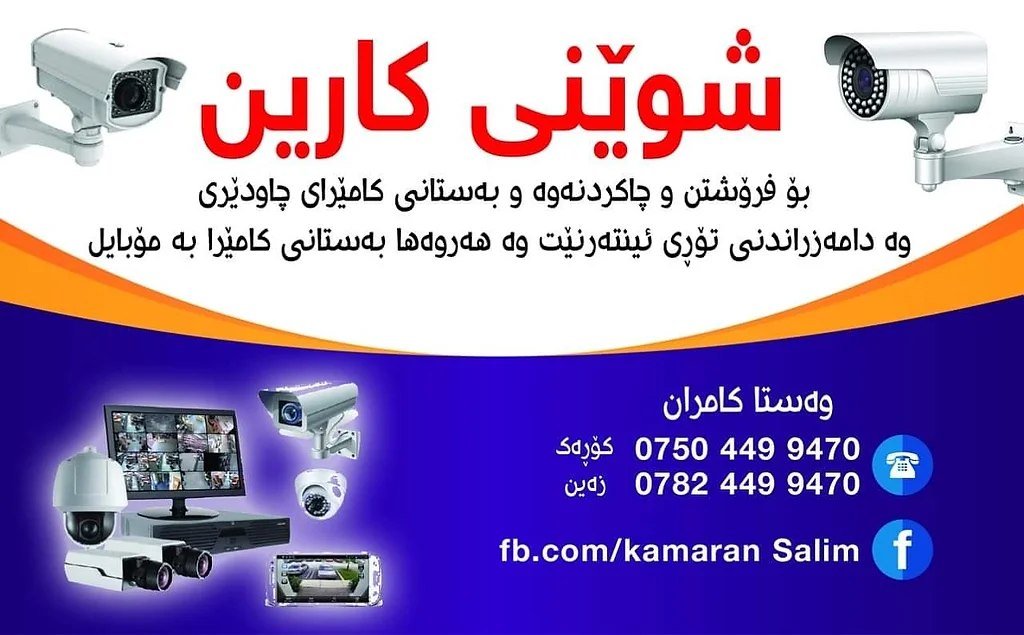 شوێنی کارین
بۆ فرۆشتن و چاکردنەوە و بەستانی کامێرای چاودێری
وە دامەزراندنی تۆڕی ئینتەرنێت وە هەروەها بەستانی کامێرا بە مۆبایل
وەستا کامران
0750 449 9470 کۆڕەک
0782 449 9470 زەین
fb.com/kamaran Salim